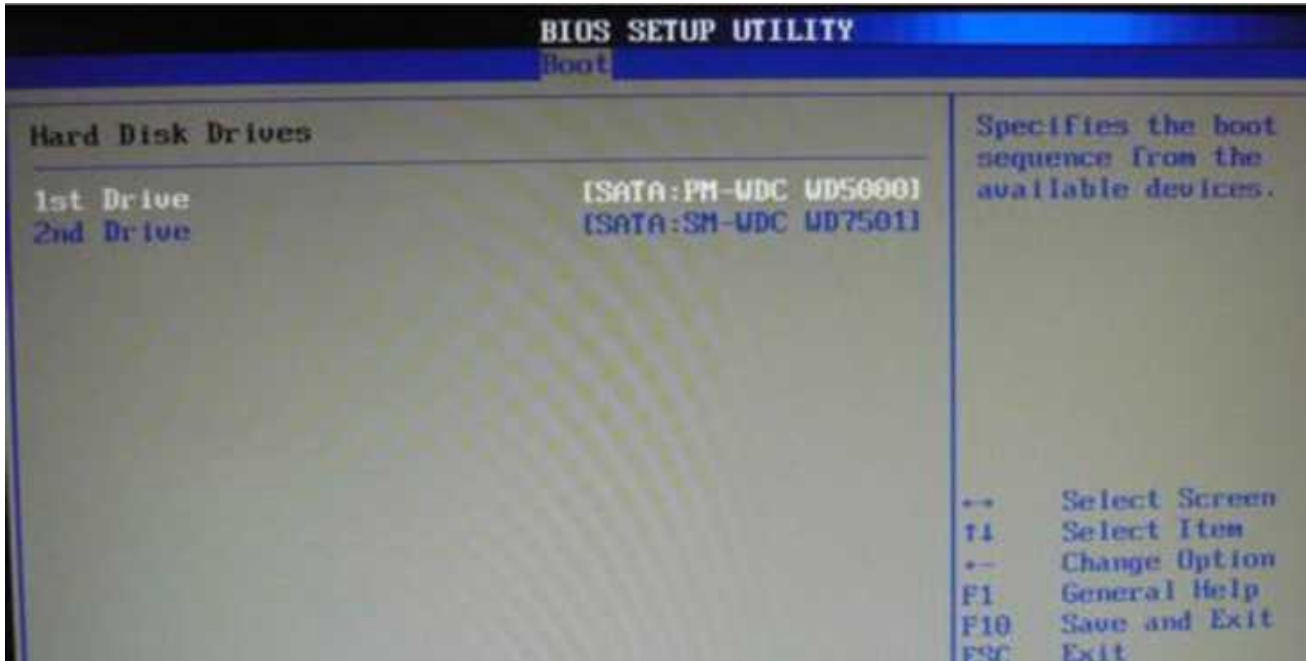 BIOS SETUP UTILITY
Boot
Hard Disk Drives
1st Drive [SATA:PM-WDC WD5000]
2nd Drive [SATA:SM-WDC WD7501]
Specifies the boot
sequence from the
available devices.
←→ Select Screen
↑↓ Select Item
+- Change Option
F1 General Help
F10 Save and Exit
ESC Exit